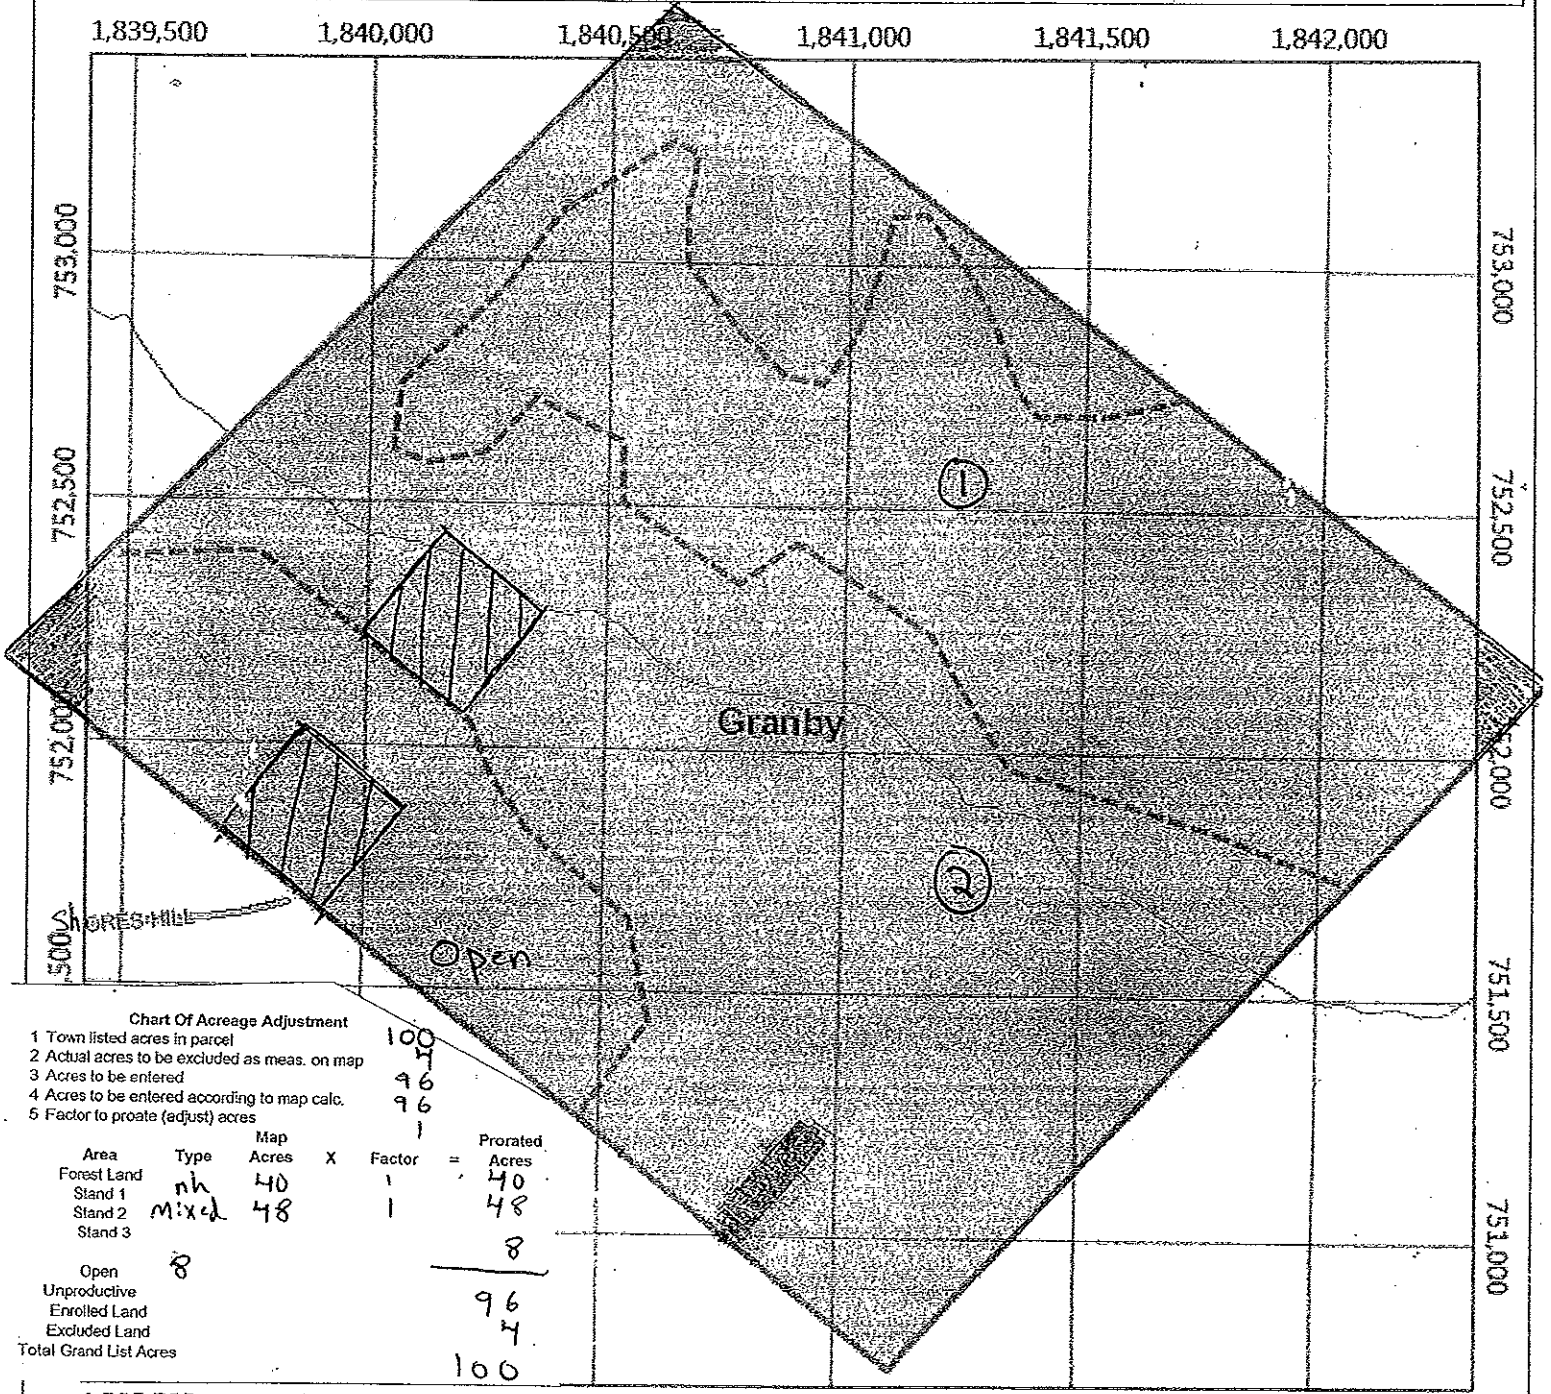 1,839,500 1,840,000 1,840,500 1,841,000 1,841,500 1,842,000
753,000 753,000
752,500 752,500
752,000 752,000
751,500
751,000
1
2
Granby
ShORES HILL
,500
Open
Chart Of Acreage Adjustment
1 Town listed acres in parcel 100
2 Actual acres to be excluded as meas. on map 4
3 Acres to be entered 96
4 Acres to be entered according to map calc. 96
5 Factor to proate (adjust) acres 1
Area Type Map Acres X Factor = Prorated Acres
Forest Land
Stand 1 nh 40 1 40
Stand 2 mixed 48 1 48
Stand 3
Open 8 8
Unproductive
Enrolled Land 96
Excluded Land 4
Total Grand List Acres 100